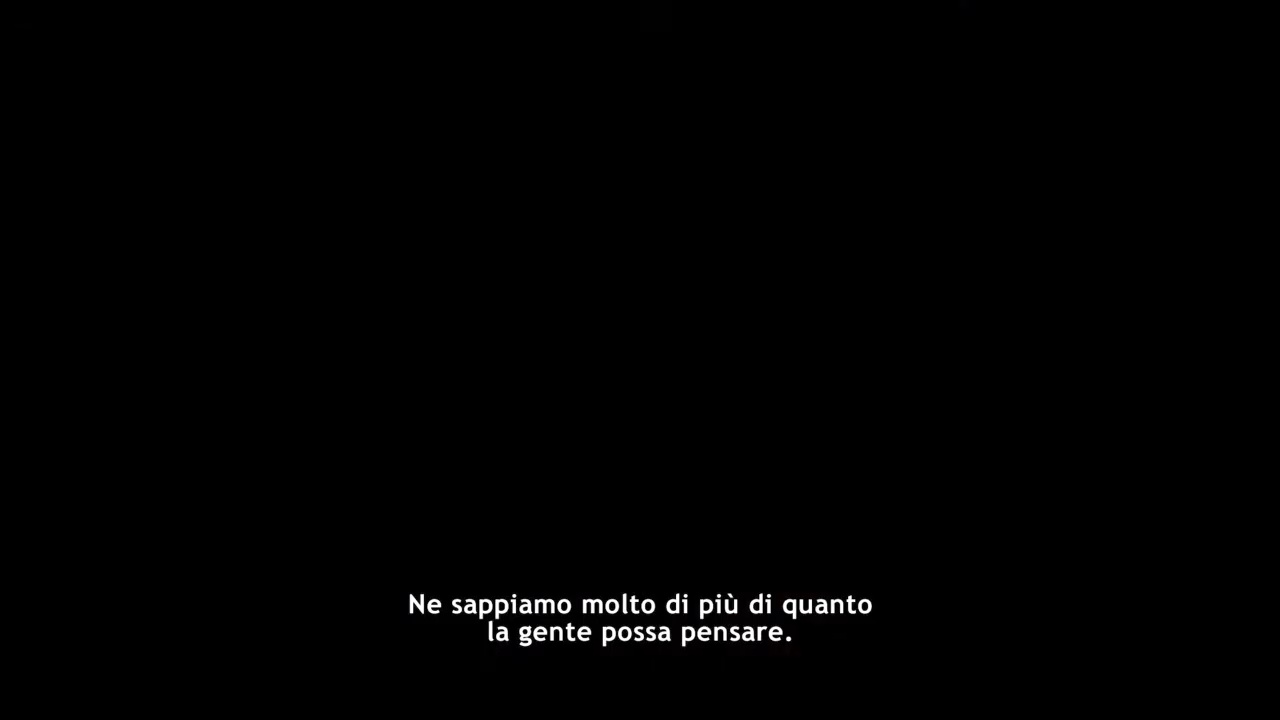 Ne sappiamo molto di più di quanto
la gente possa pensare.